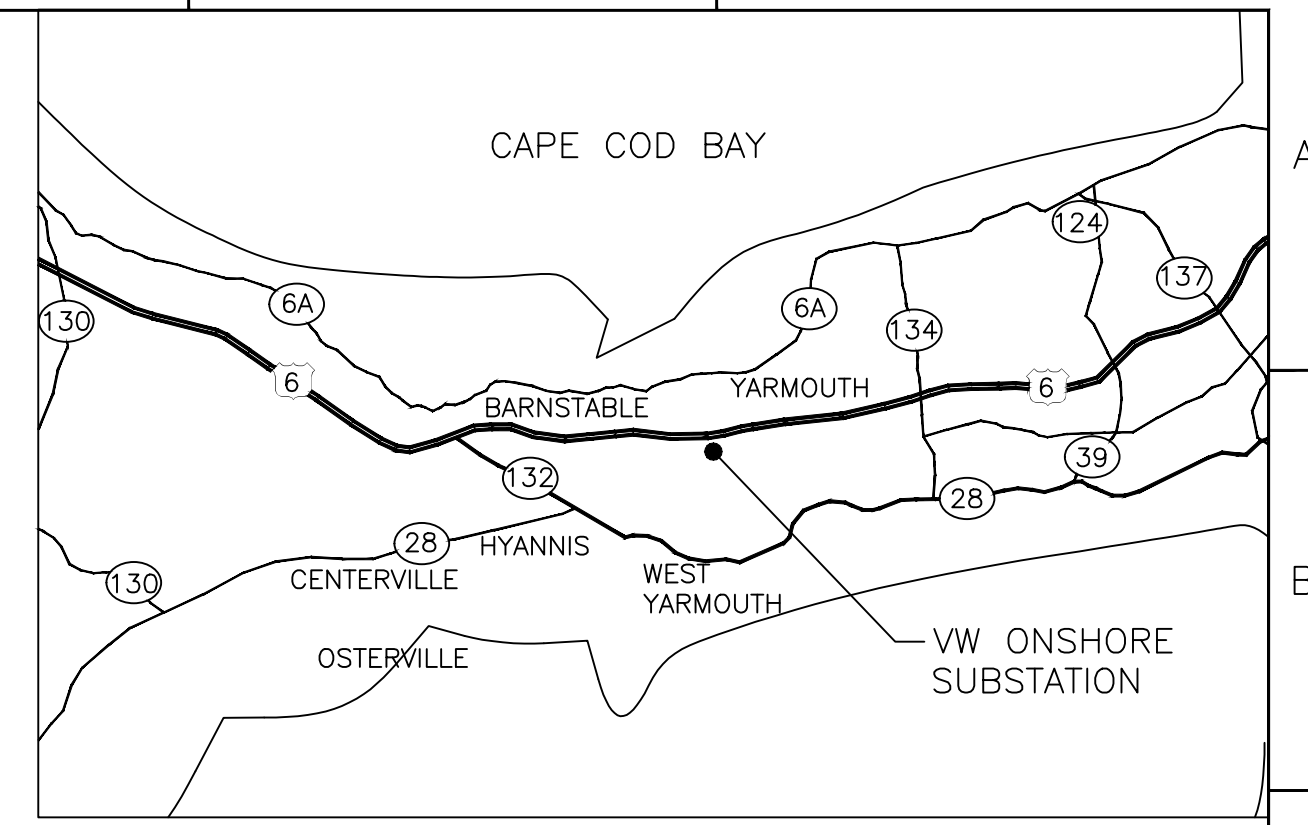 CAPE COD BAY
A
124
137
6A
6A
130
134
6
YARMOUTH
6
BARNSTABLE
39
132
28
28
HYANNIS
WEST
YARMOUTH
130
CENTERVILLE
B
VW ONSHORE
SUBSTATION
OSTERVILLE